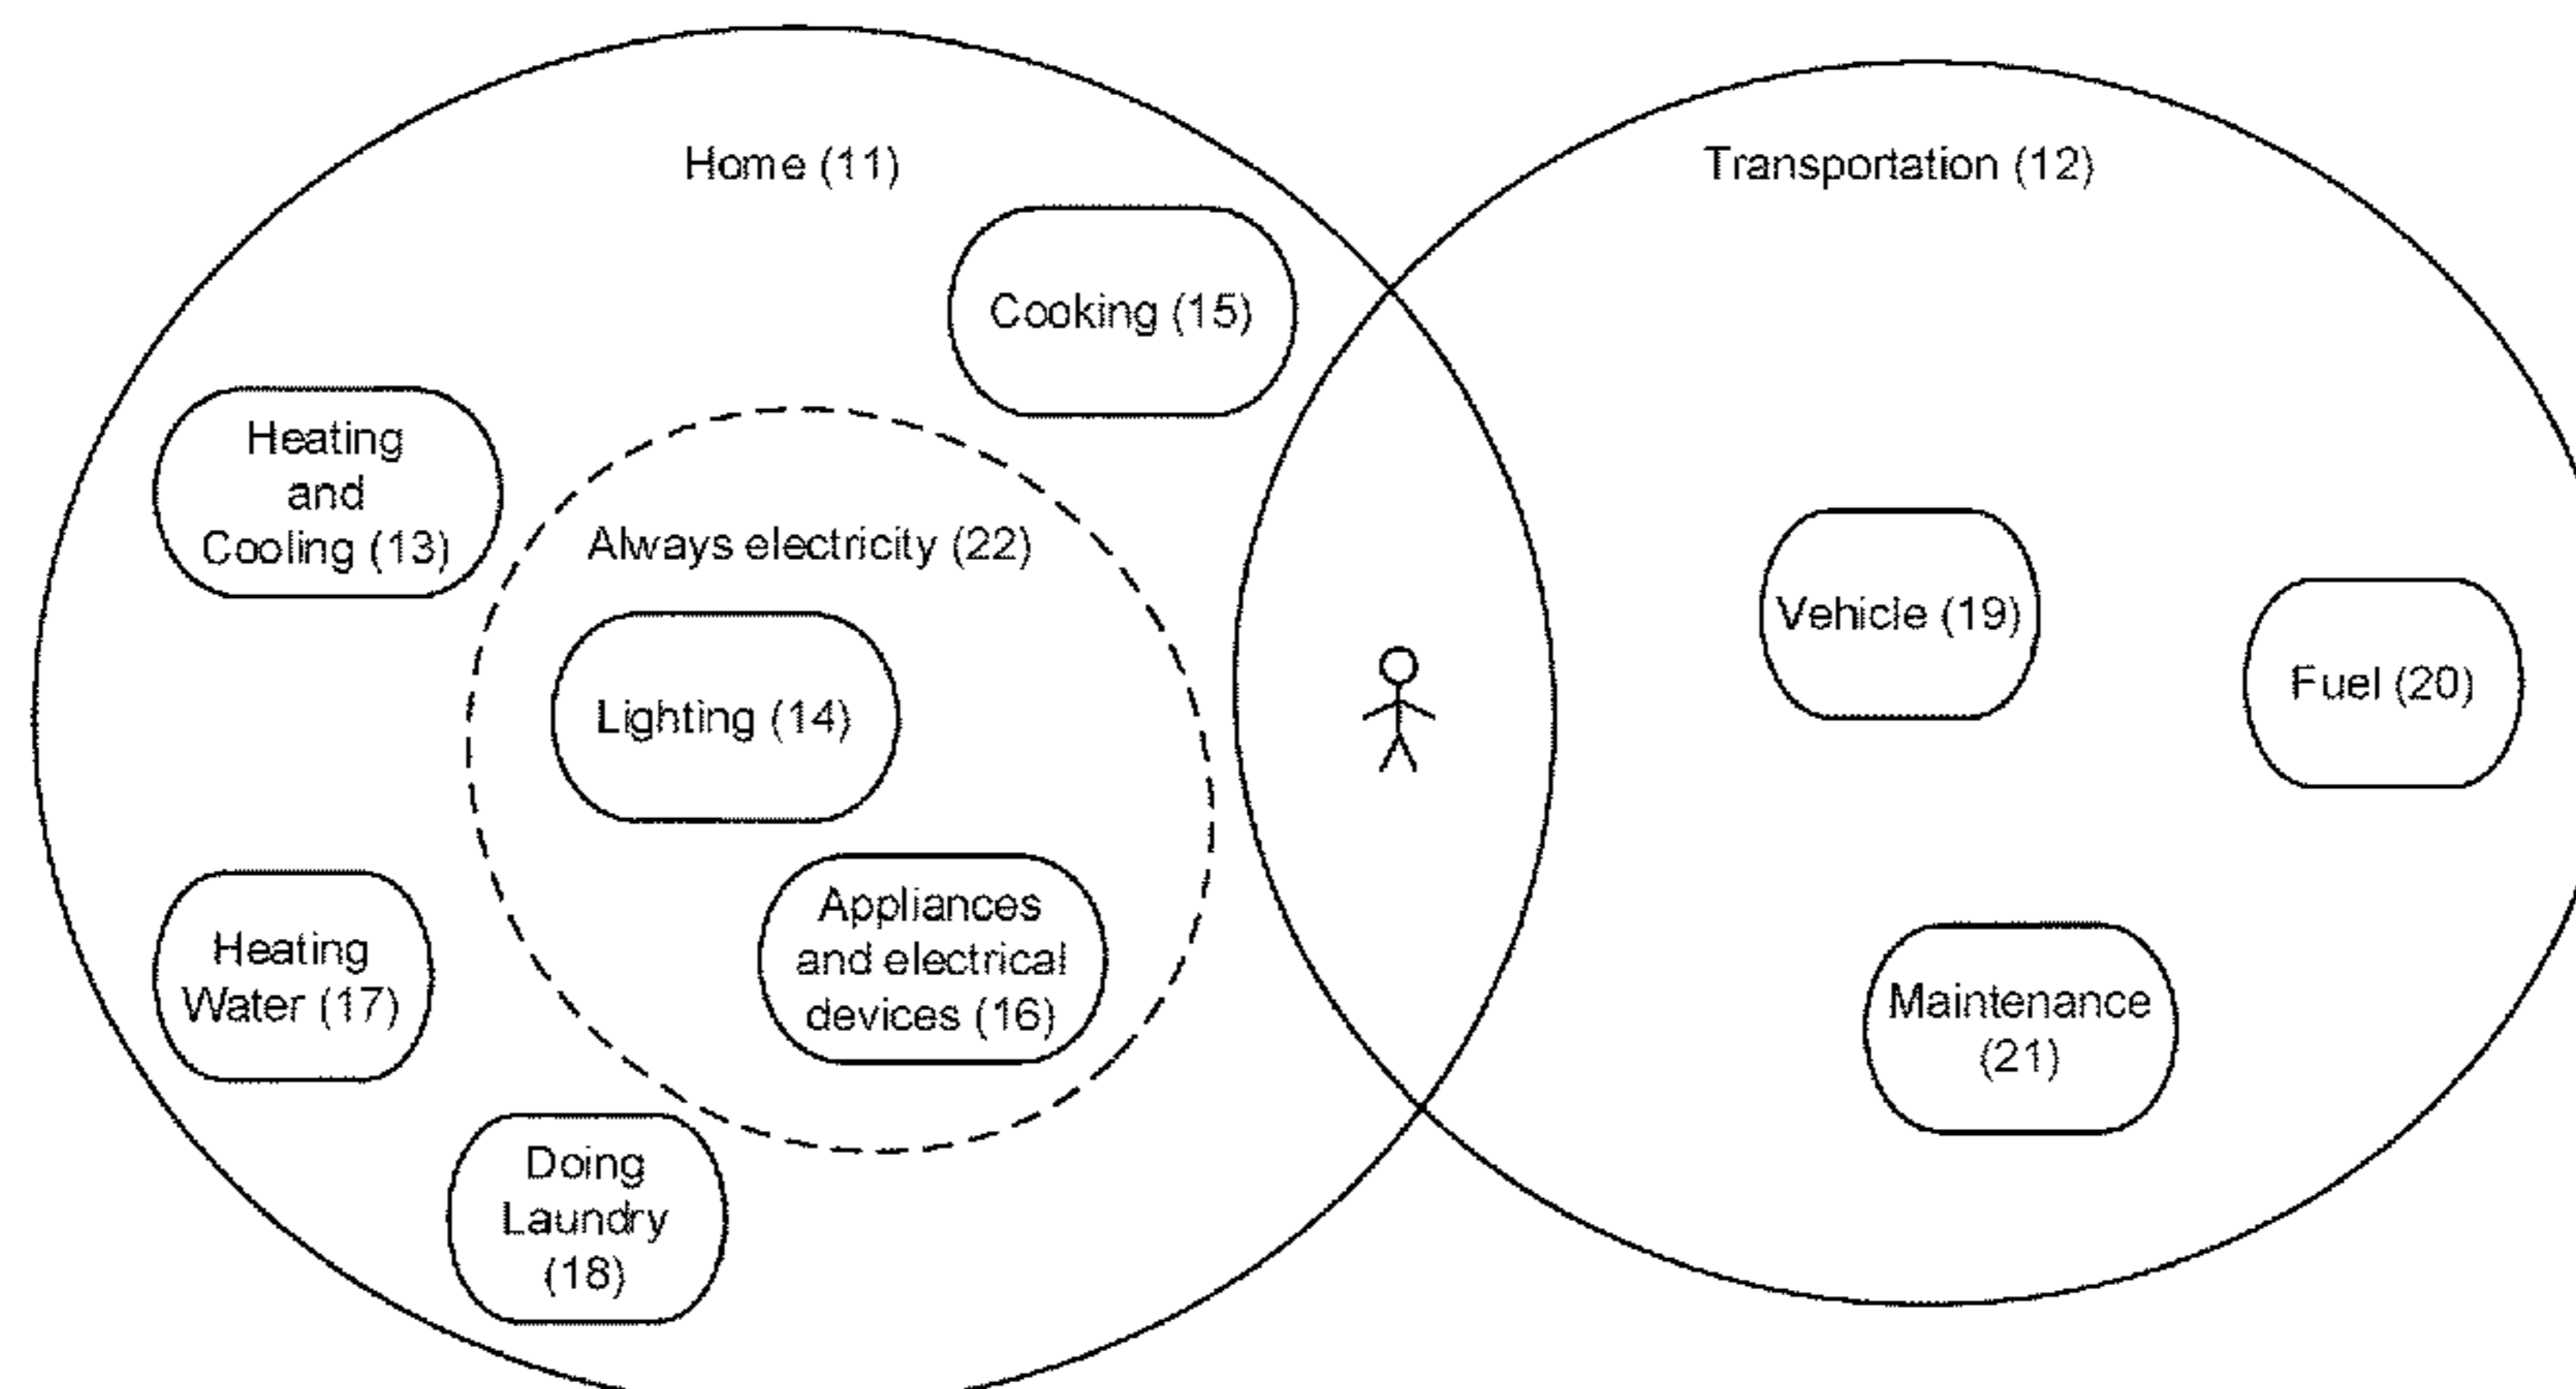 Home (11)
Transportation (12)
Cooking (15)
Heating
and
Cooling (13)
Always electricity (22)
Lighting (14)
Vehicle (19)
Fuel (20)
Appliances
and electrical
devices (16)
Heating
Water (17)
Maintenance
(21)
Doing
Laundry
(18)